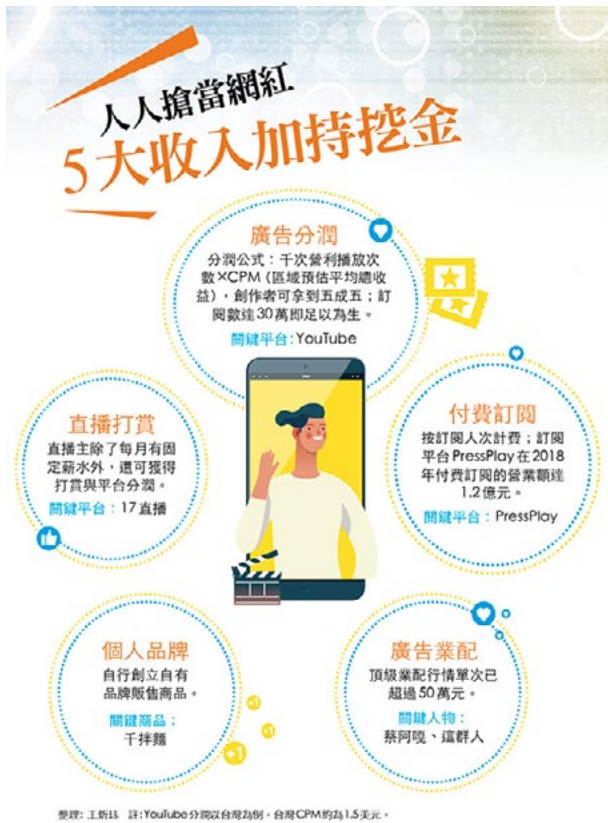 人人搶當網紅
5大收入加持挖金
廣告分潤
分潤公式：千次營利播放次
數×CPM（區域預估平均總收
益），創作者可拿到五成五；訂
閱數達30萬即足以為生。
關鍵平台：YouTube
直播打賞
直播主除了每月有固
定薪水外，還可獲得
打賞與平台分潤。
關鍵平台：17直播
付費訂閱
按訂閱人次計費；訂閱
平台PressPlay在2018
年付費訂閱的營業額達
1.2億元。
關鍵平台：PressPlay
個人品牌
自行創立自有
品牌販售商品。
關鍵商品：
千拌麵
+1
+1
+1
廣告業配
頂級業配行情單次已
超過50萬元。
關鍵人物：
蔡阿嘎、這群人
整理：王炘珏 註：YouTube分潤以台灣為例，台灣CPM約為1.5美元。